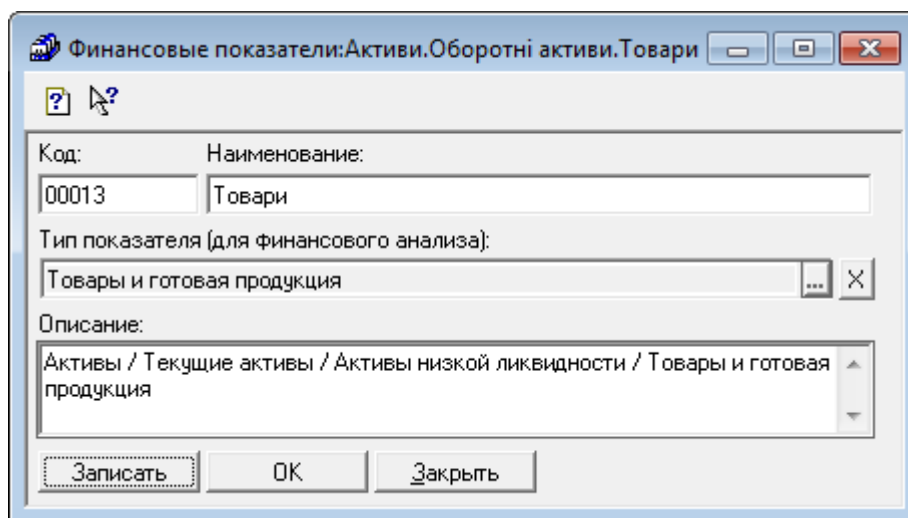 Финансовые показатели:Активи.Оборотні активи.Товари
Код:
Наименование:
00013
Товари
Тип показателя (для финансового анализа):
Товары и готовая продукция
...
X
Описание:
Активы / Текущие активы / Активы низкой ликвидности / Товары и готовая
продукция
Записать
OK
Закрыть